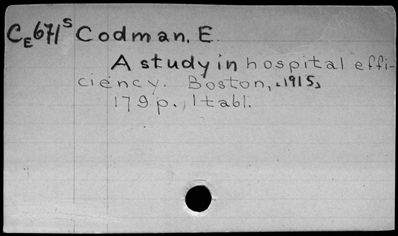 CE671S Codman, E.
A study in hospital effi-
ciency. Boston, [1915]
179 p., 1 tabl.